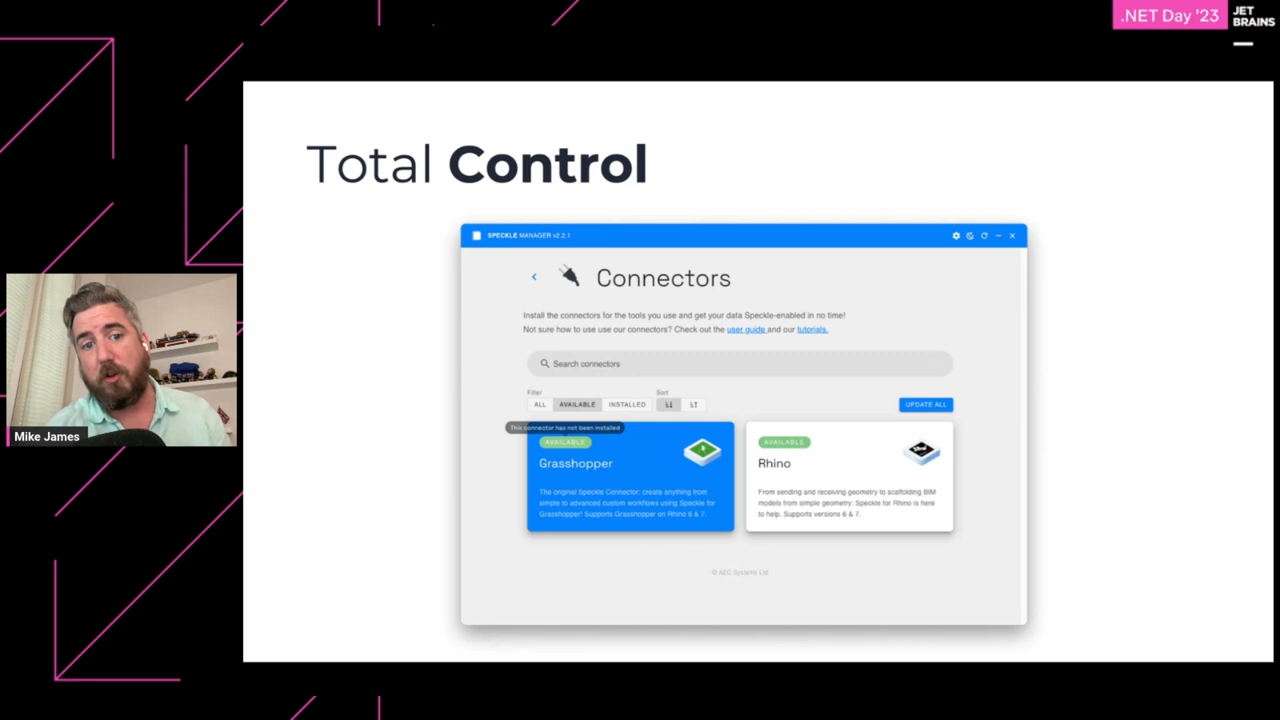 .NET Day '23
JET
BRAINS
Total Control
SPECKLE MANAGER v2.2.1
Connectors
Install the connectors for the tools you use and get your data Speckle-enabled in no time!
Not sure how to use use our connectors? Check out the user guide and our tutorials.
Search connectors
Filter
Sort
ALL
AVAILABLE
INSTALLED
UPDATE ALL
This connector has not been installed
AVAILABLE
Grasshopper
The original Speckle Connector: create anything from
simple to advanced custom workflows using Speckle for
Grasshopper! Supports Grasshopper on Rhino 6 & 7.
AVAILABLE
Rhino
From sending and receiving geometry to scaffolding BIM
models from simple geometry: Speckle for Rhino is here
to help. Supports versions 6 & 7.
© AEC Systems Ltd
Mike James